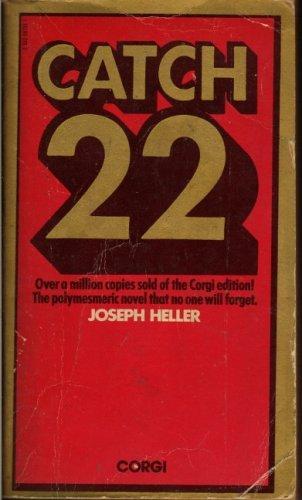 CATCH
22
Over a million copies sold of the Corgi edition!
The polymesmeric novel that no one will forget.
JOSEPH HELLER
CORGI